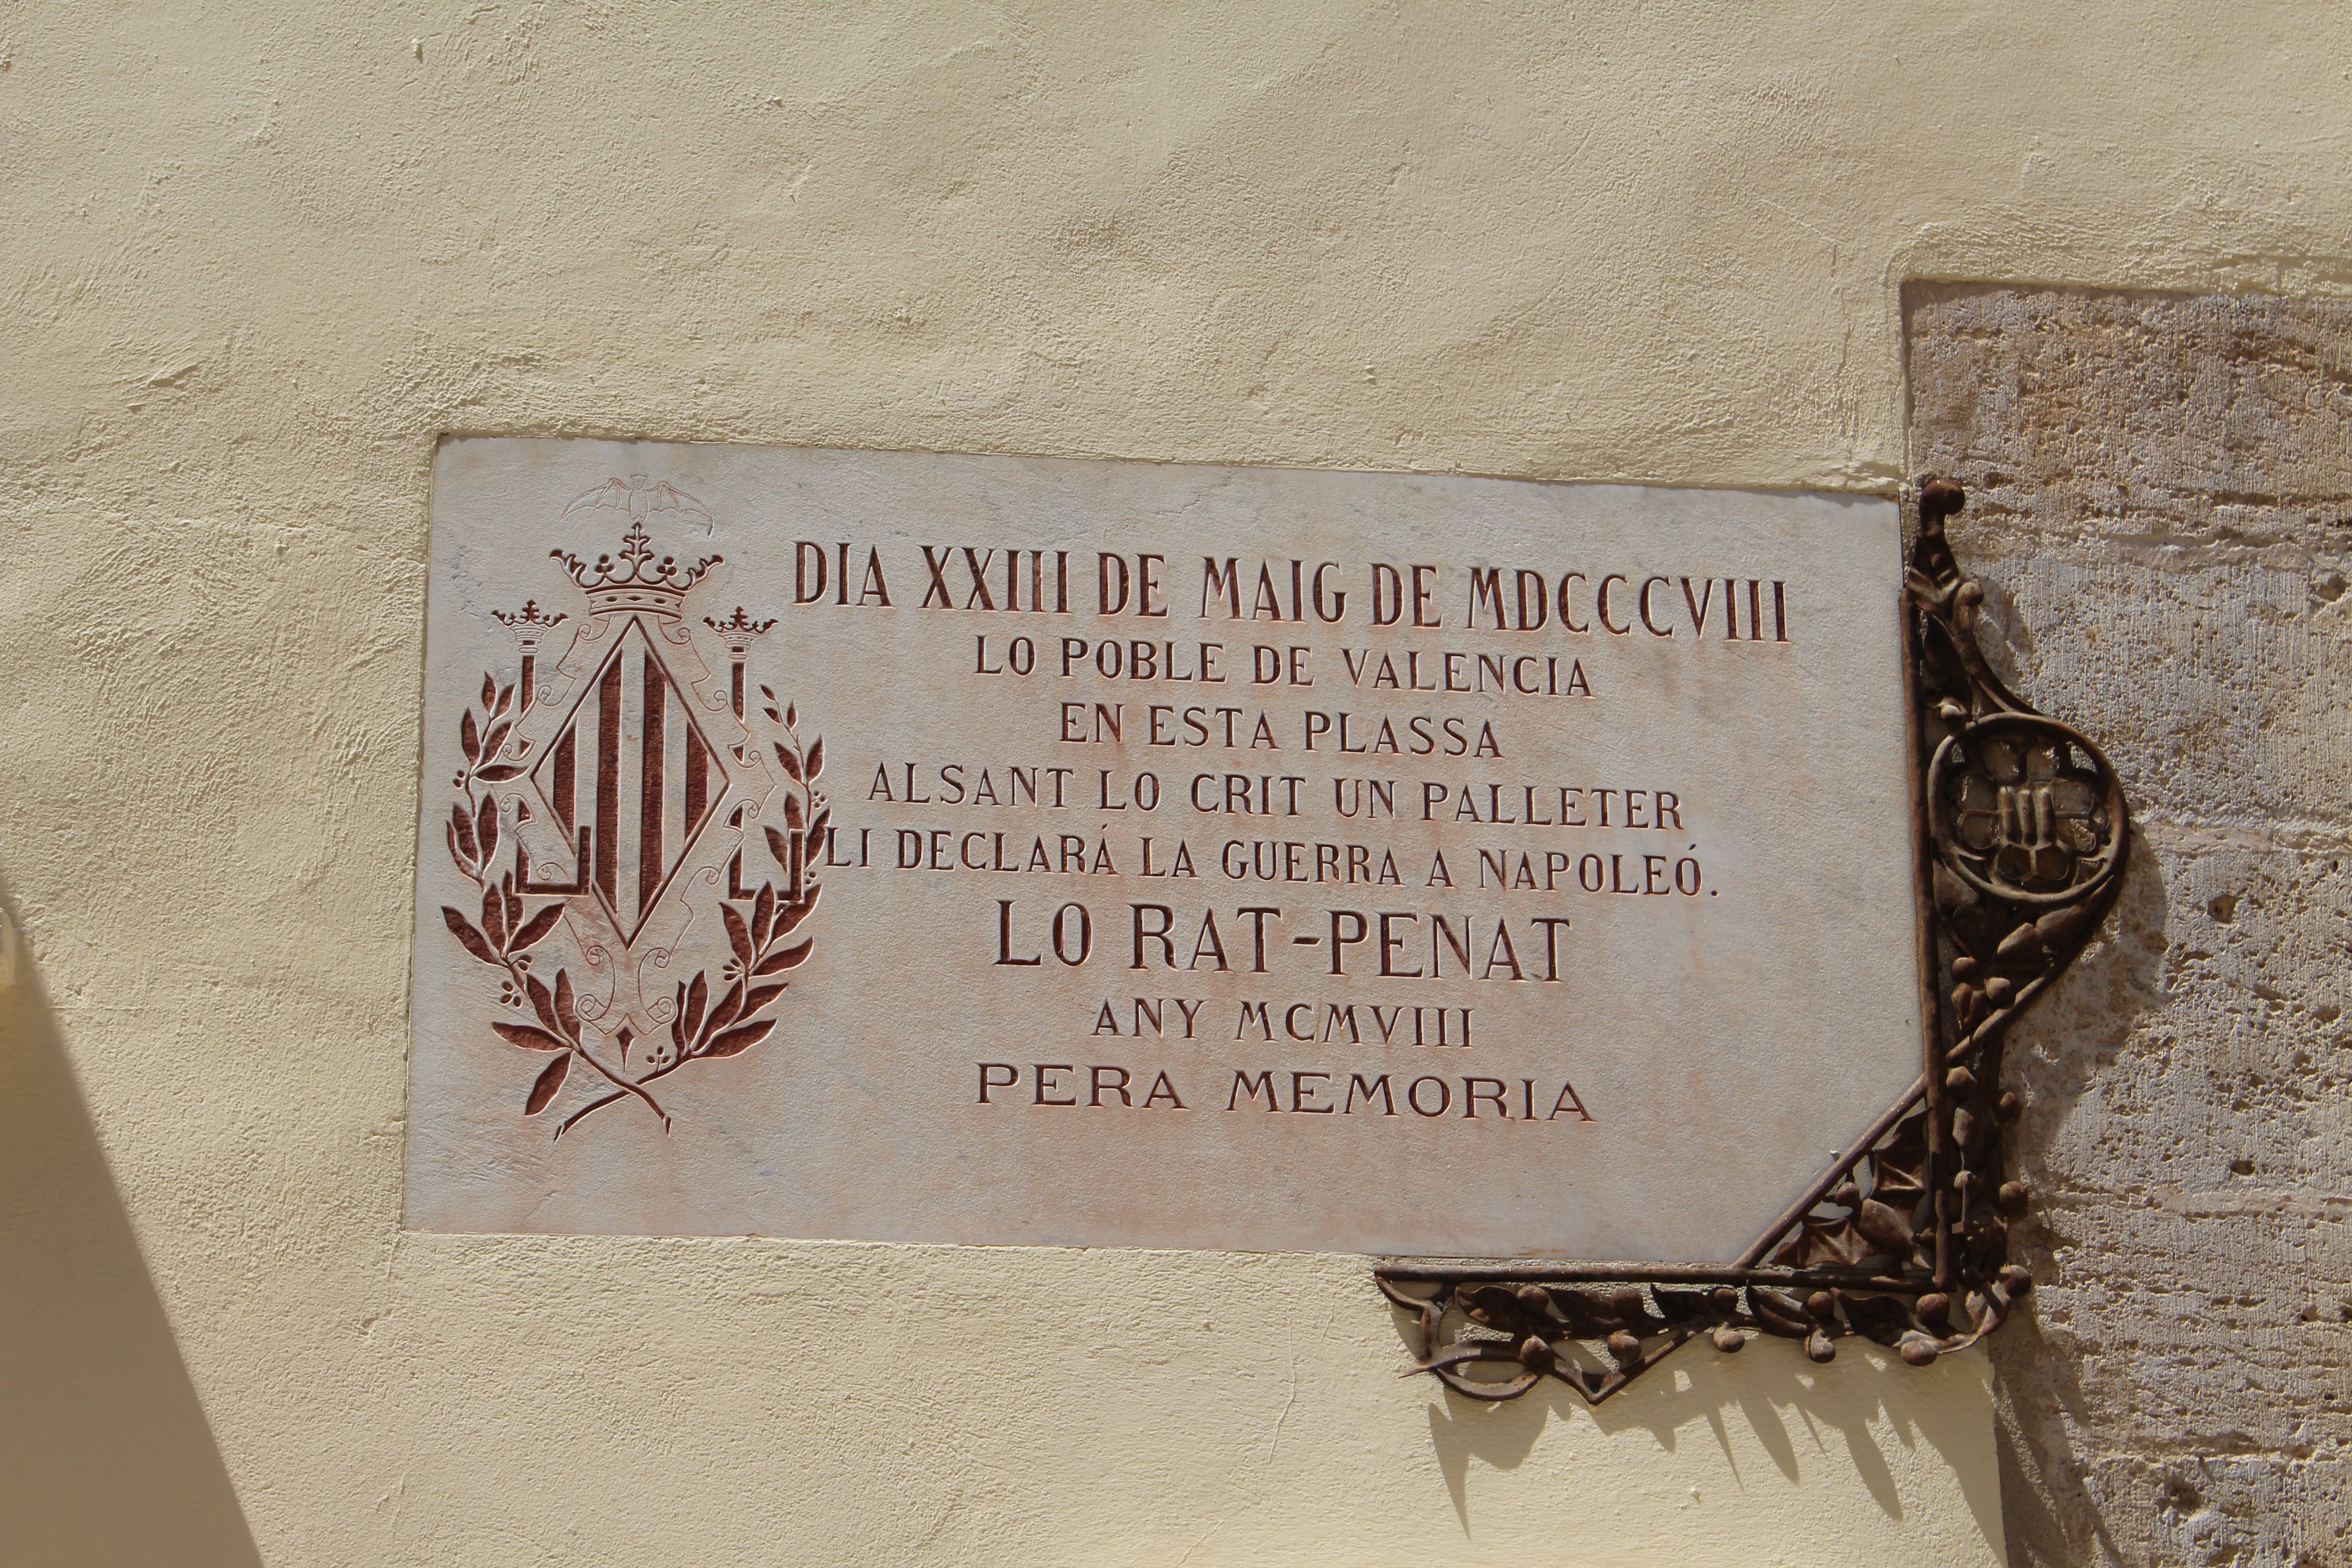 DIA XXIII DE MAIG DE MDCCCVIII
LO POBLE DE VALENCIA
EN ESTA PLASSA
ALSANT LO CRIT UN PALLETER
LI DECLARÁ LA GUERRA A NAPOLEÓ.
LO RAT-PENAT
ANY MCMVIII
PERA MEMORIA
L L